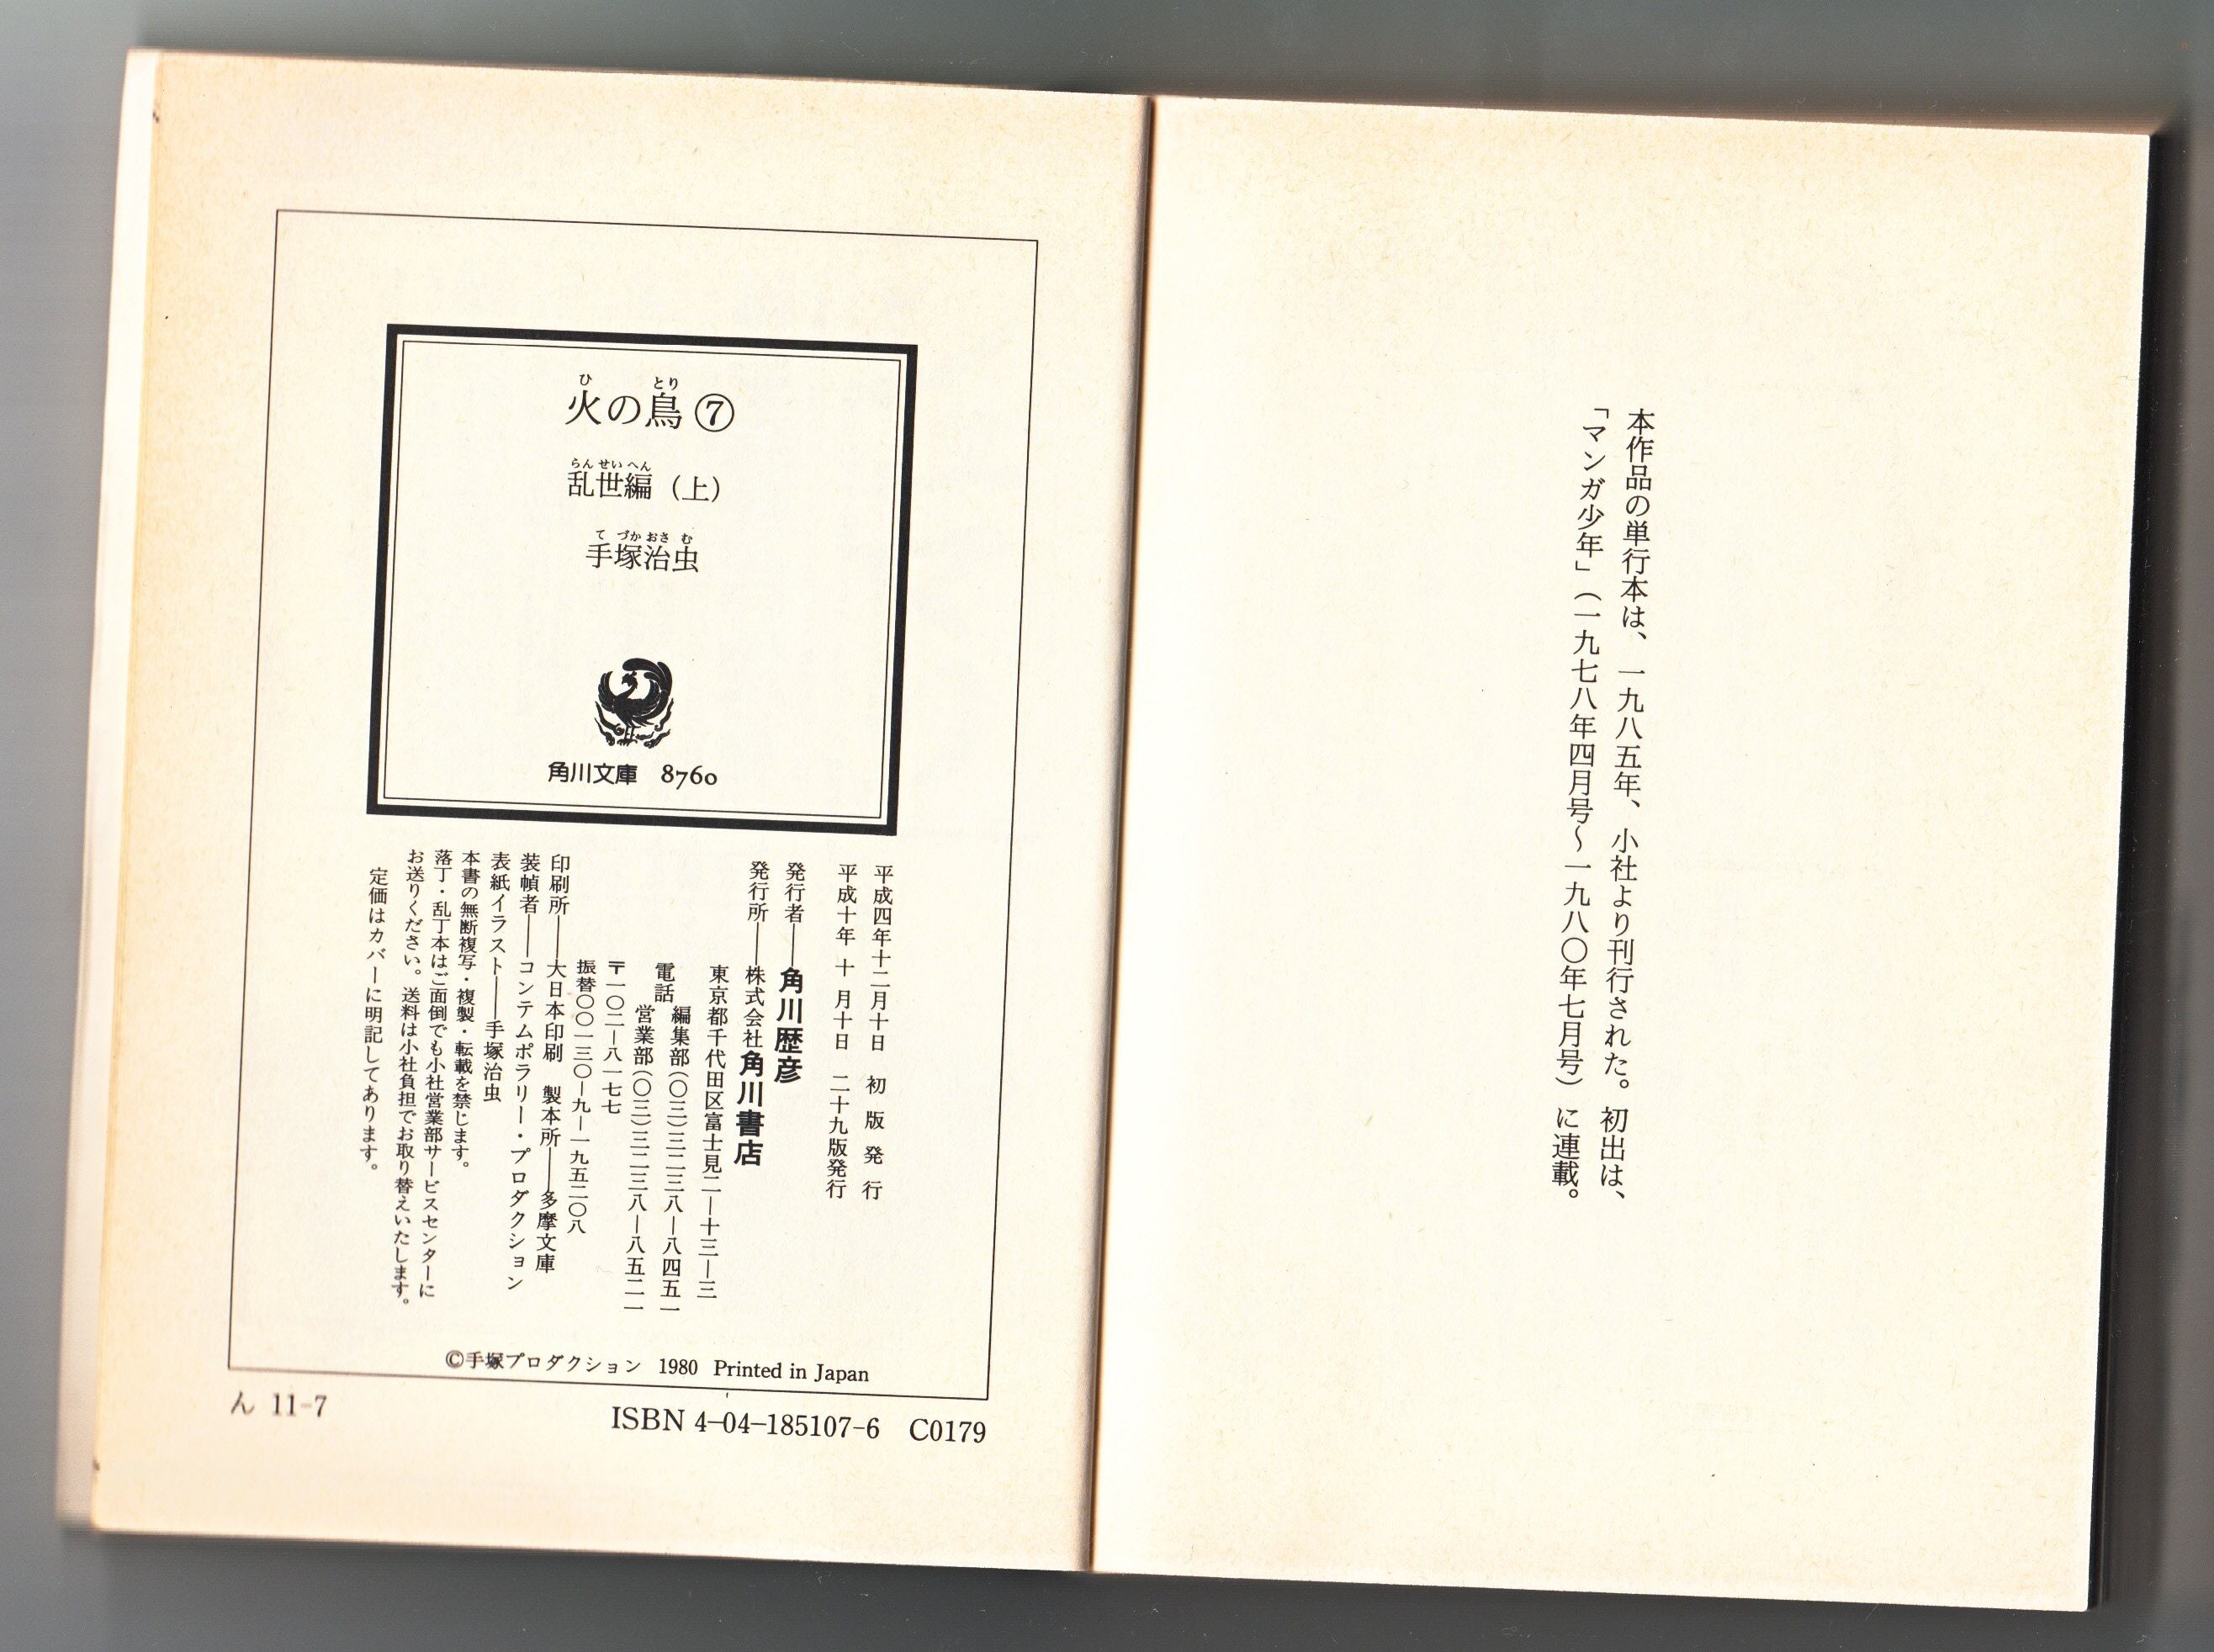 本作品の単行本は、一九八五年、小社より刊行された。初出は、
「マンガ少年」（一九七八年四月号〜一九八〇年七月号）に連載。
火の鳥⑦
ひ とり
乱世編（上）
らん せい へん
手塚治虫
て づか おさ む
角川文庫 8760
平成四年十二月十日 初版発行
平成十年 十 月十日 二十九版発行
発行者——角川歴彦
発行所——株式会社角川書店
東京都千代田区富士見二—十三—三
電話 編集部(〇三)三二三八—八四五一
営業部(〇三)三二三八—八五二一
〒一〇二—八一七七
振替〇〇一三〇—九—一九五二〇八
印刷所——大日本印刷 製本所——多摩文庫
装幀者——コンテムポラリー・プロダクション
表紙イラスト——手塚治虫
本書の無断複写・複製・転載を禁じます。
落丁・乱丁本はご面倒でも小社営業部サービスセンターに
お送りください。送料は小社負担でお取り替えいたします。
定価はカバーに明記してあります。
©手塚プロダクション 1980 Printed in Japan
ん 11-7
ISBN 4-04-185107-6 C0179